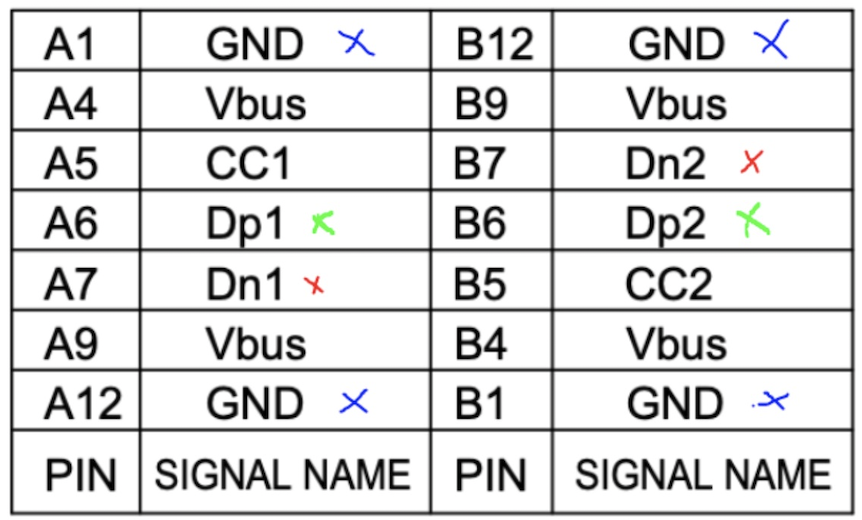 A1 GND B12 GND
A4 Vbus B9 Vbus
A5 CC1 B7 Dn2
A6 Dp1 B6 Dp2
A7 Dn1 B5 CC2
A9 Vbus B4 Vbus
A12 GND B1 GND
PIN SIGNAL NAME PIN SIGNAL NAME